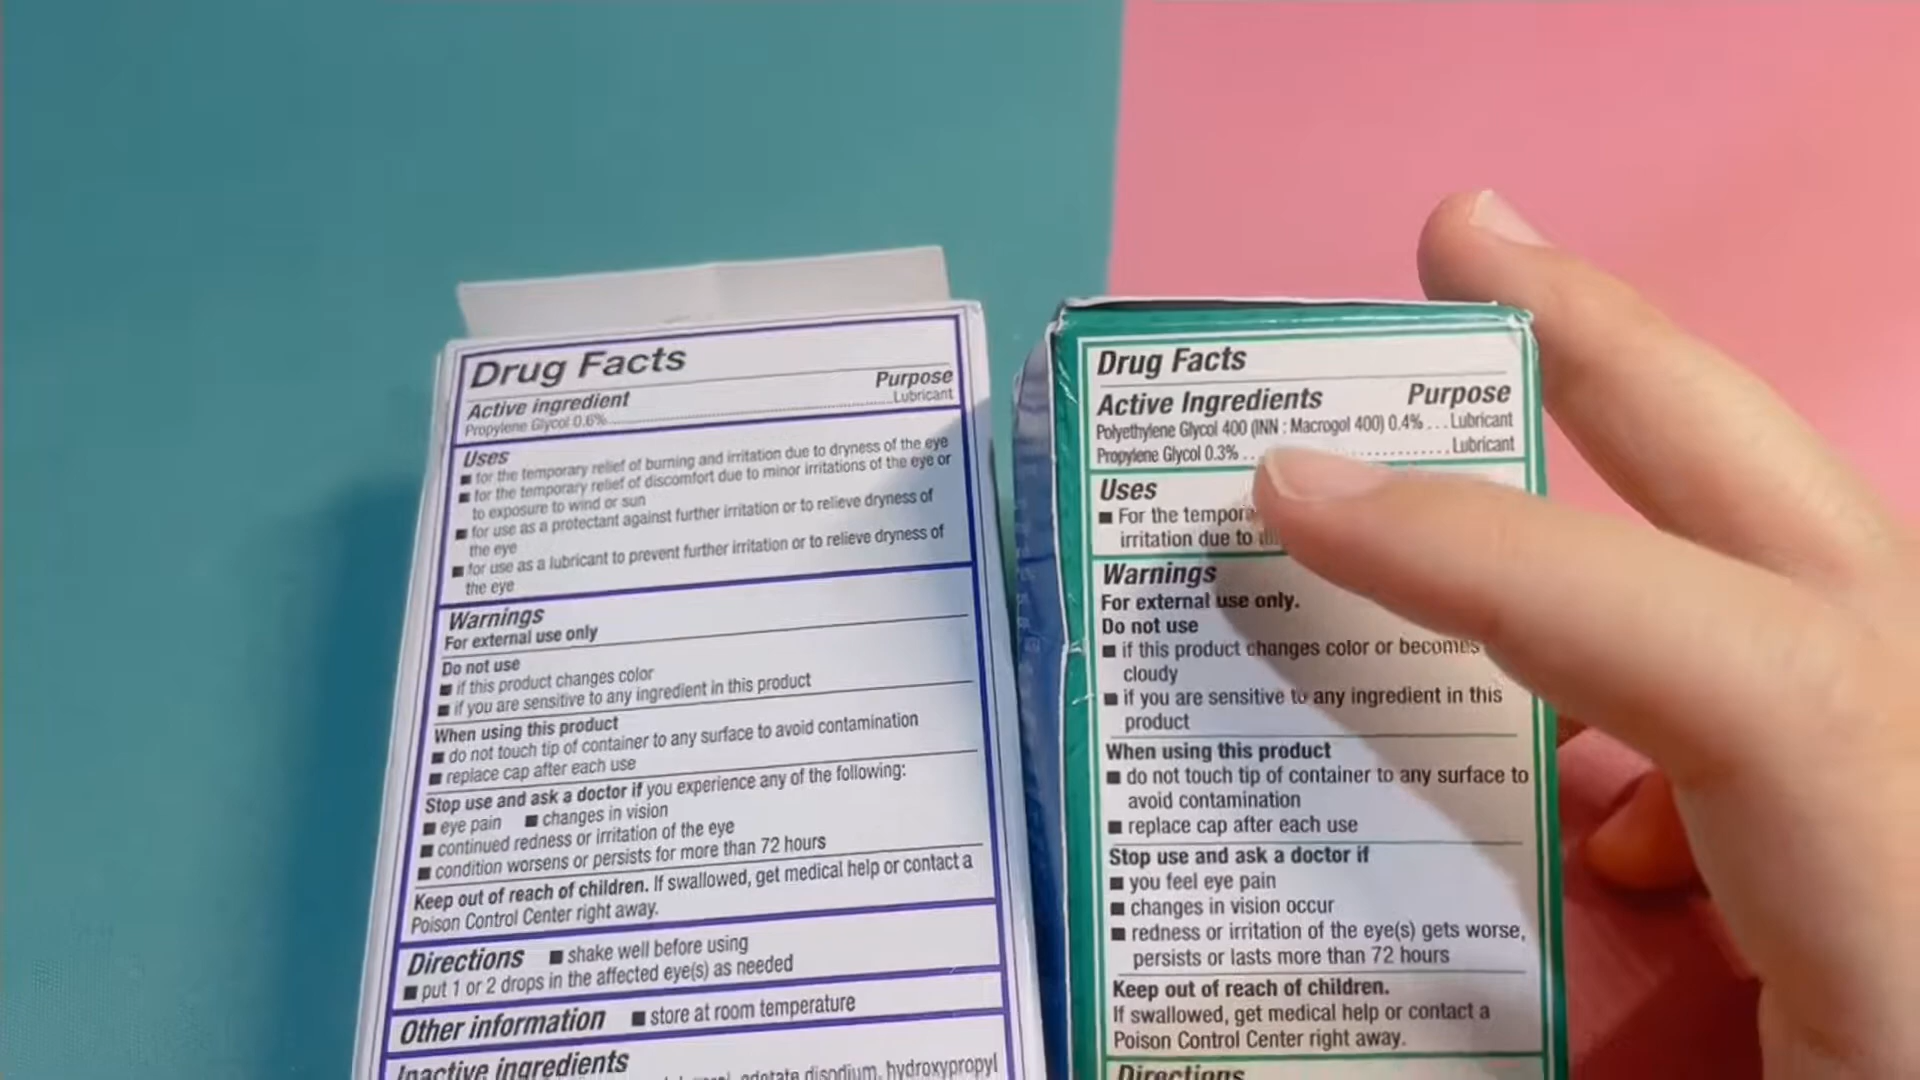 Drug Facts
Active ingredient Purpose
Propylene Glycol 0.6% Lubricant
Uses
■ for the temporary relief of burning and irritation due to dryness of the eye
■ for the temporary relief of discomfort due to minor irritations of the eye or
to exposure to wind or sun
■ for use as a protectant against further irritation or to relieve dryness of
the eye
■ for use as a lubricant to prevent further irritation or to relieve dryness of
the eye
Warnings
For external use only
Do not use
■ if this product changes color
■ if you are sensitive to any ingredient in this product
When using this product
■ do not touch tip of container to any surface to avoid contamination
■ replace cap after each use
Stop use and ask a doctor if you experience any of the following:
■ eye pain ■ changes in vision
■ continued redness or irritation of the eye
■ condition worsens or persists for more than 72 hours
Keep out of reach of children. If swallowed, get medical help or contact a
Poison Control Center right away.
Directions ■ shake well before using
■ put 1 or 2 drops in the affected eye(s) as needed
Other information ■ store at room temperature
Inactive ingredients
edetate disodium, hydroxypropyl
Drug Facts
Active Ingredients Purpose
Polyethylene Glycol 400 (INN : Macrogol 400) 0.4% ... Lubricant
Propylene Glycol 0.3% .................... Lubricant
Uses
■ For the
irritation due to
Warnings
For external use only.
Do not use
■ if this product changes color or becomes
cloudy
■ if you are sensitive to any ingredient in this
product
When using this product
■ do not touch tip of container to any surface to
avoid contamination
■ replace cap after each use
Stop use and ask a doctor if
■ you feel eye pain
■ changes in vision occur
■ redness or irritation of the eye(s) gets worse,
persists or lasts more than 72 hours
Keep out of reach of children.
If swallowed, get medical help or contact a
Poison Control Center right away.
Directions